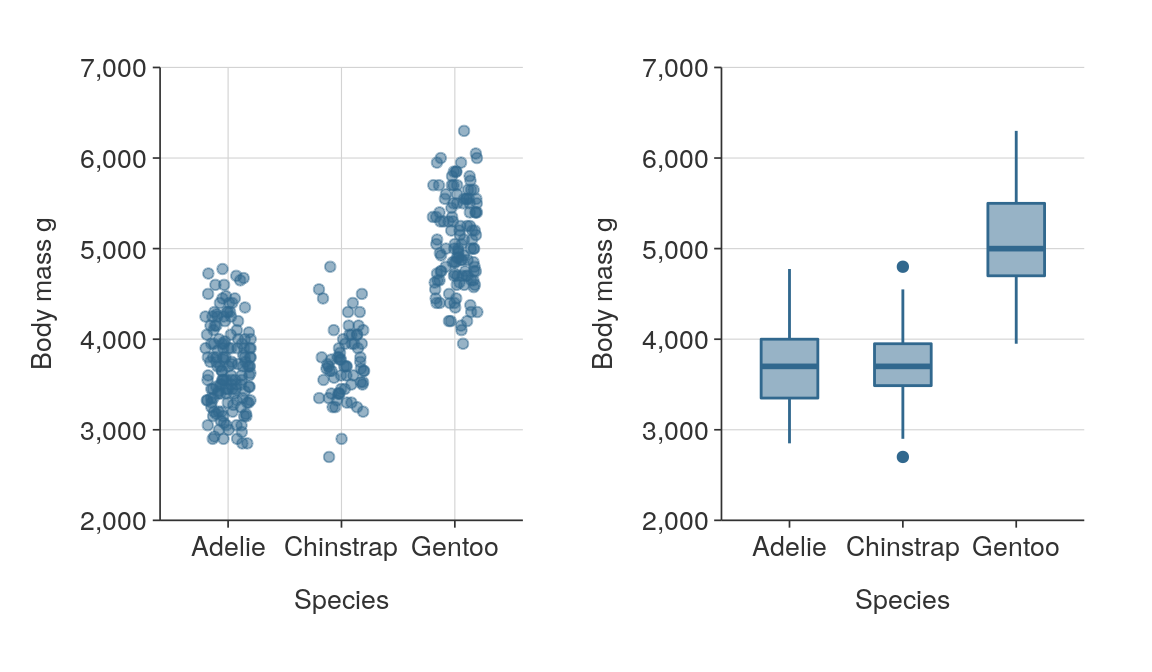 7,000
6,000
5,000
4,000
3,000
2,000
Body mass g
Adelie Chinstrap Gentoo
Species
7,000
6,000
5,000
4,000
3,000
2,000
Body mass g
Adelie Chinstrap Gentoo
Species